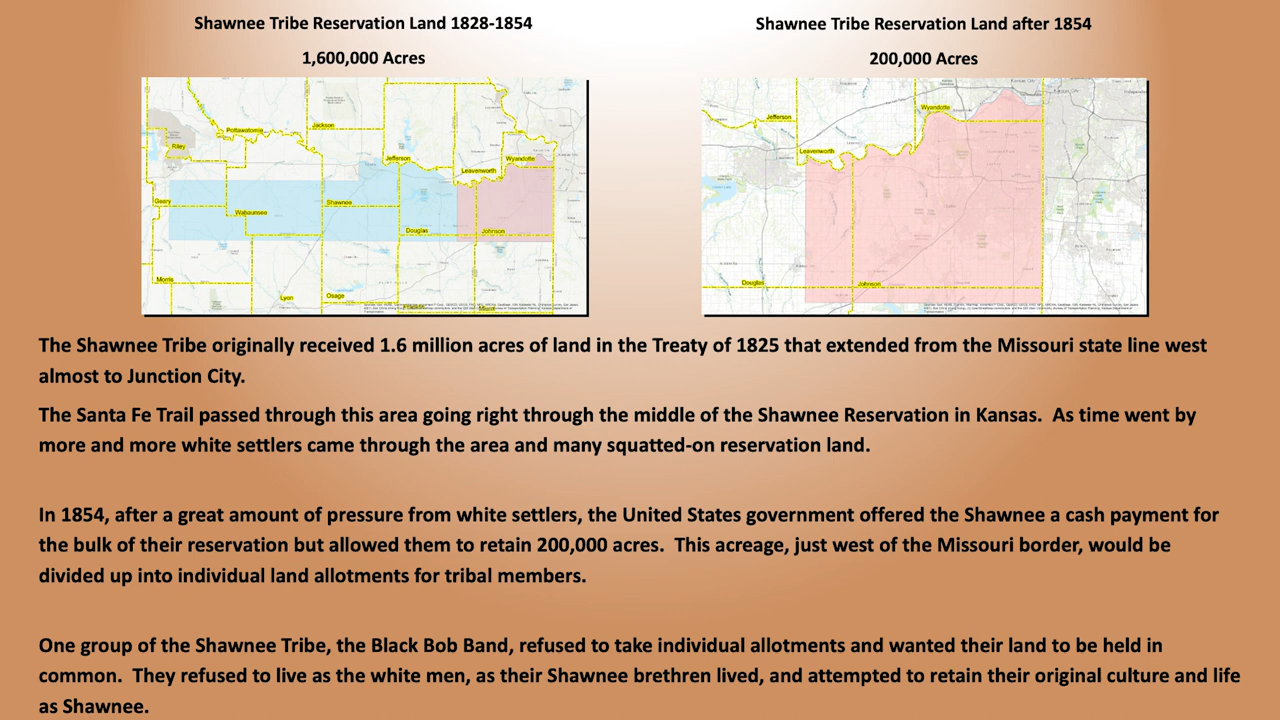 Shawnee Tribe Reservation Land 1828-1854
1,600,000 Acres
Shawnee Tribe Reservation Land after 1854
200,000 Acres
Pottawatomie
Jackson
Riley
Jefferson
Wyandotte
Leavenworth
Geary
Shawnee
Wabaunsee
Douglas
Johnson
Morris
Lyon
Osage
Miami
Wyandotte
Jefferson
Leavenworth
Douglas
Johnson
The Shawnee Tribe originally received 1.6 million acres of land in the Treaty of 1825 that extended from the Missouri state line west
almost to Junction City.
The Santa Fe Trail passed through this area going right through the middle of the Shawnee Reservation in Kansas. As time went by
more and more white settlers came through the area and many squatted-on reservation land.
In 1854, after a great amount of pressure from white settlers, the United States government offered the Shawnee a cash payment for
the bulk of their reservation but allowed them to retain 200,000 acres. This acreage, just west of the Missouri border, would be
divided up into individual land allotments for tribal members.
One group of the Shawnee Tribe, the Black Bob Band, refused to take individual allotments and wanted their land to be held in
common. They refused to live as the white men, as their Shawnee brethren lived, and attempted to retain their original culture and life
as Shawnee.